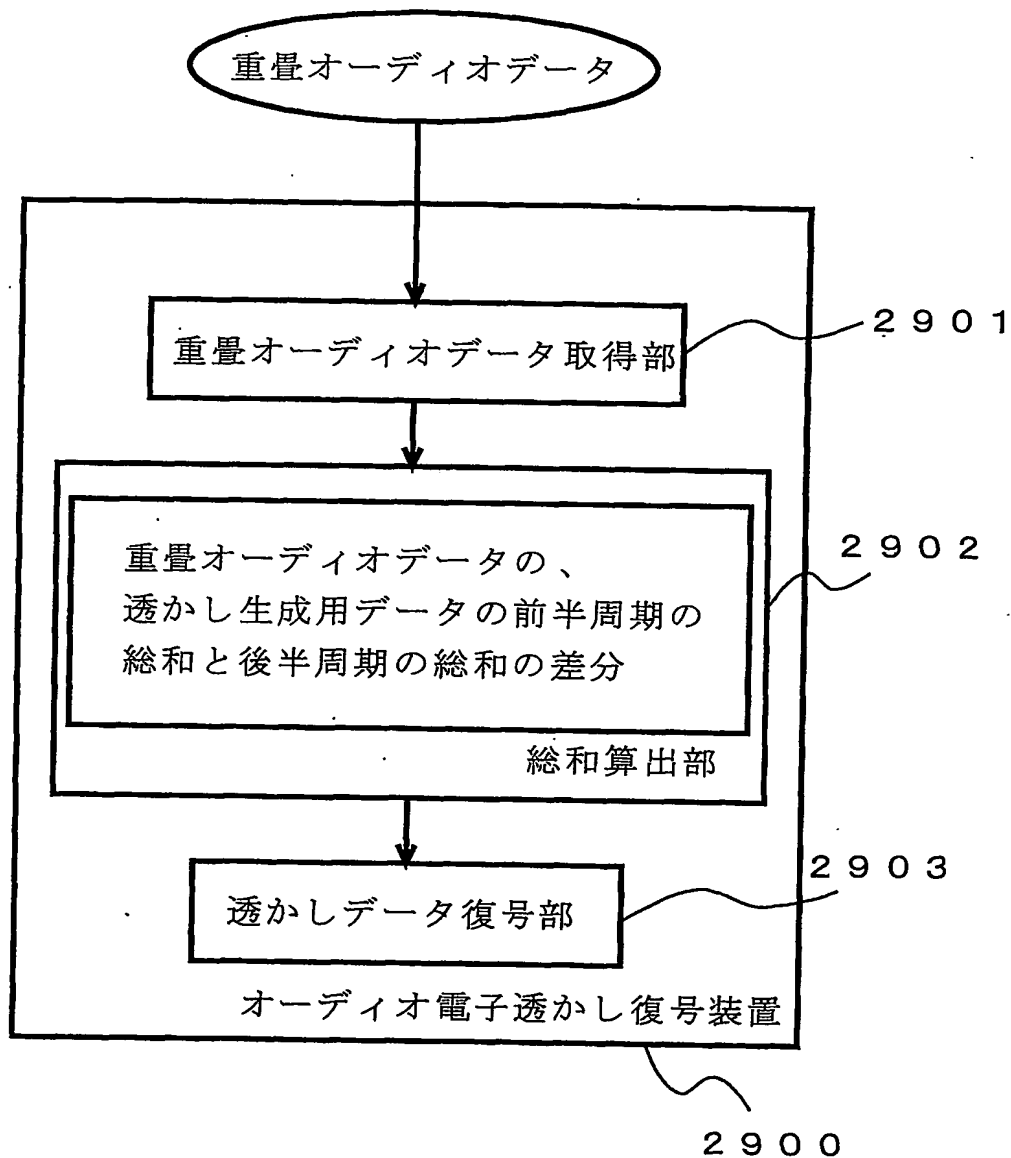 重畳オーディオデータ
重畳オーディオデータ取得部
2901
重畳オーディオデータの、
透かし生成用データの前半周期の
総和と後半周期の総和の差分
2902
総和算出部
2903
透かしデータ復号部
オーディオ電子透かし復号装置
2900